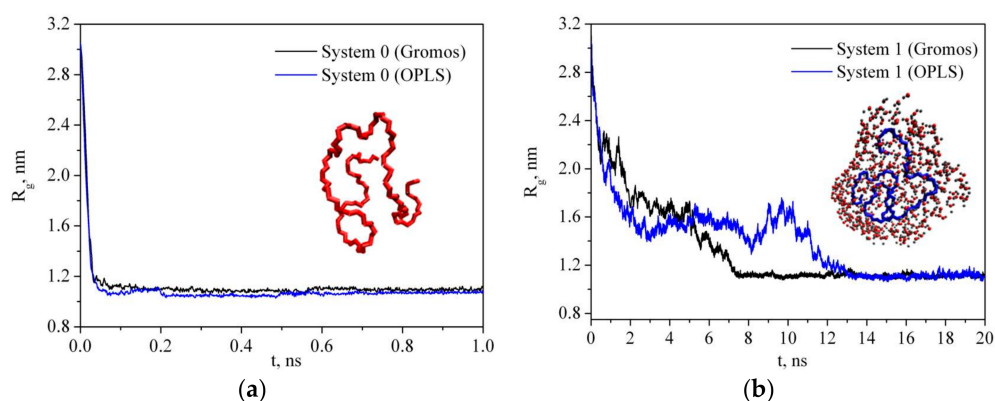 3.2
2.8
2.4
2.0
1.6
1.2
0.8
R_g, nm
System 0 (Gromos)
System 0 (OPLS)
0.0 0.2 0.4 0.6 0.8 1.0
t, ns
(a)
3.2
2.8
2.4
2.0
1.6
1.2
0.8
R_g, nm
System 1 (Gromos)
System 1 (OPLS)
0 2 4 6 8 10 12 14 16 18 20
t, ns
(b)